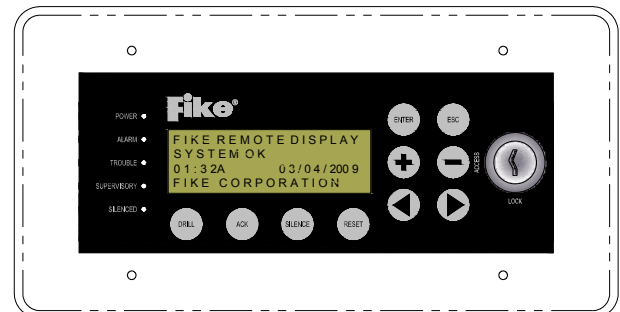 Fike®
POWER
ALARM
TROUBLE
SUPERVISORY
SILENCED
FIKE REMOTE DISPLAY
SYSTEM OK
01:32A 03/04/2009
FIKE CORPORATION
DRILL ACK SILENCE RESET
ENTER ESC
ACCESS
LOCK